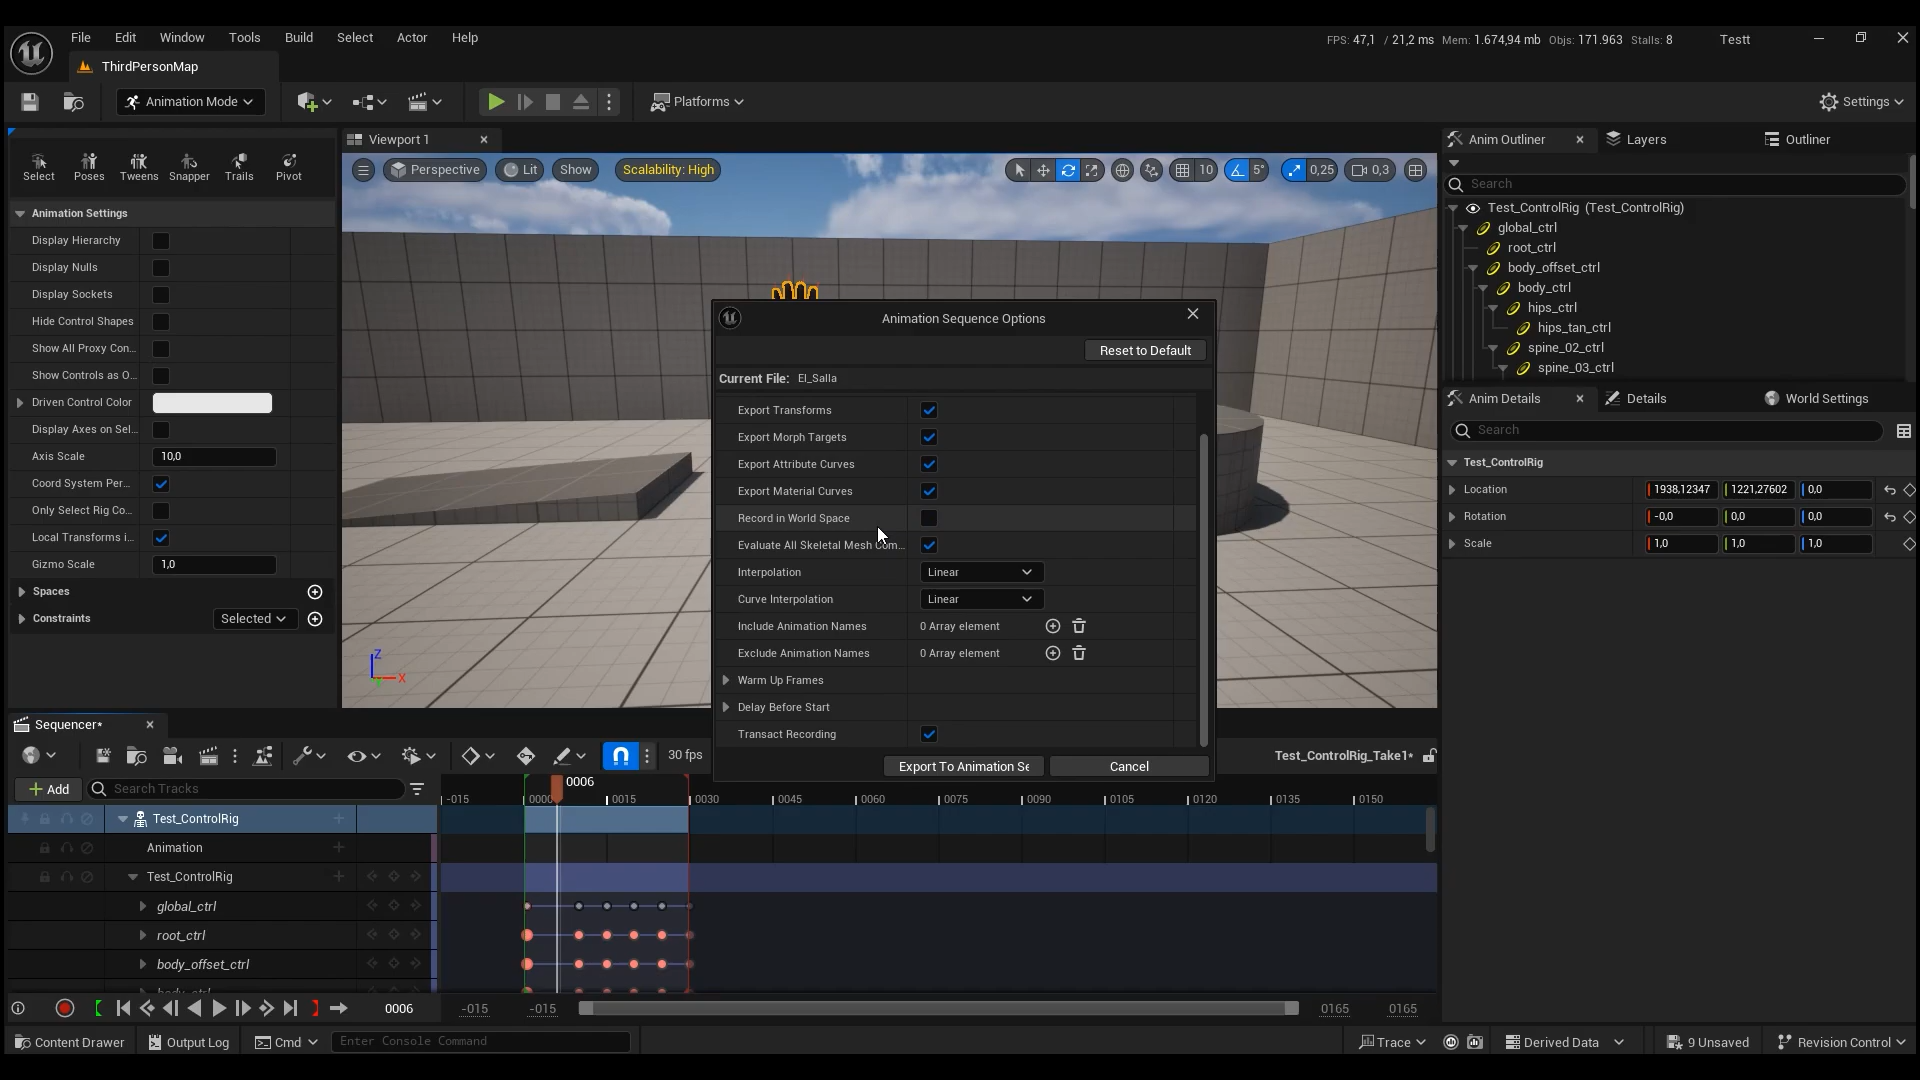 File Edit Window Tools Build Select Actor Help
FPS: 47,1 / 21,2 ms Mem: 1.674,94 mb Objs: 171.963 Stalls: 8 Testt
ThirdPersonMap
Animation Mode Platforms Settings
Viewport 1
Select Poses Tweens Snapper Trails Pivot
Perspective Lit Show Scalability: High 10 5° 0,25 0,3
Animation Settings
Display Hierarchy
Display Nulls
Display Sockets
Hide Control Shapes
Show All Proxy Con...
Show Controls as O...
Driven Control Color
Display Axes on Sel...
Axis Scale 10,0
Coord System Per...
Only Select Rig Co...
Local Transforms i...
Gizmo Scale 1,0
Spaces
Constraints Selected
Z
X
Animation Sequence Options
Reset to Default
Current File: El_Salla
Export Transforms
Export Morph Targets
Export Attribute Curves
Export Material Curves
Record in World Space
Evaluate All Skeletal Mesh Com...
Interpolation Linear
Curve Interpolation Linear
Include Animation Names 0 Array element
Exclude Animation Names 0 Array element
Warm Up Frames
Delay Before Start
Transact Recording
Export To Animation Se Cancel
Anim Outliner Layers Outliner
Search
Test_ControlRig (Test_ControlRig)
global_ctrl
root_ctrl
body_offset_ctrl
body_ctrl
hips_ctrl
hips_tan_ctrl
spine_02_ctrl
spine_03_ctrl
Anim Details Details World Settings
Search
Test_ControlRig
Location 1938,12347 1221,27602 0,0
Rotation -0,0 0,0 0,0
Scale 1,0 1,0 1,0
Sequencer*
30 fps Test_ControlRig_Take1*
Add Search Tracks
0006
-015 0000 0015 0030 0045 0060 0075 0090 0105 0120 0135 0150
Test_ControlRig
Animation
Test_ControlRig
global_ctrl
root_ctrl
body_offset_ctrl
body_ctrl
0006 -015 -015 0165 0165
Content Drawer Output Log Cmd Enter Console Command Trace Derived Data 9 Unsaved Revision Control